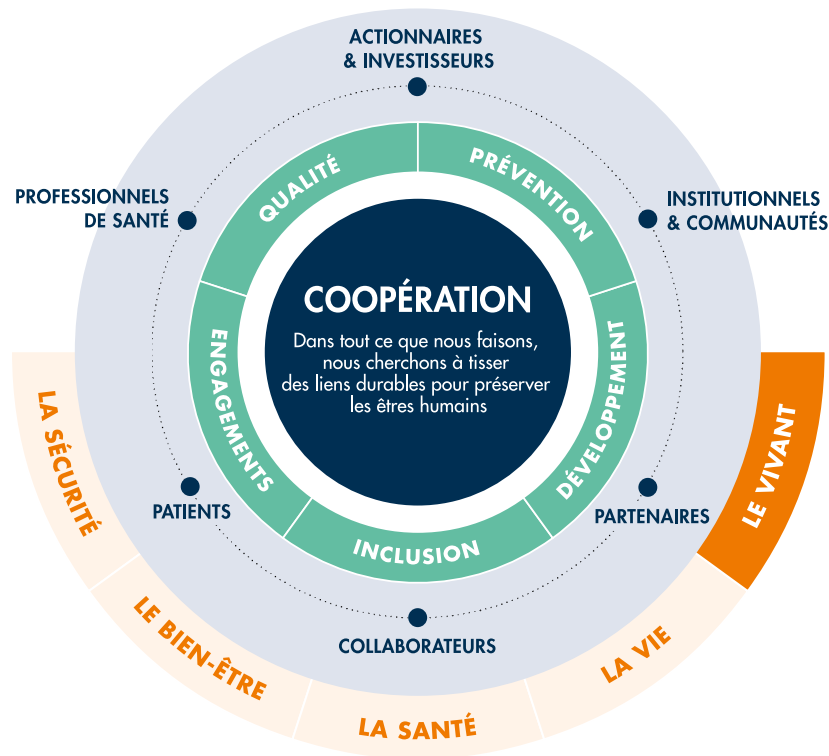 ACTIONNAIRES
& INVESTISSEURS
PROFESSIONNELS
DE SANTÉ
INSTITUTIONNELS
& COMMUNAUTÉS
QUALITÉ
PRÉVENTION
COOPÉRATION
Dans tout ce que nous faisons,
nous cherchons à tisser
des liens durables pour préserver
les êtres humains
ENGAGEMENTS
DÉVELOPPEMENT
INCLUSION
PATIENTS
PARTENAIRES
COLLABORATEURS
LA SÉCURITÉ
LE BIEN-ÊTRE
LA SANTÉ
LA VIE
LE VIVANT